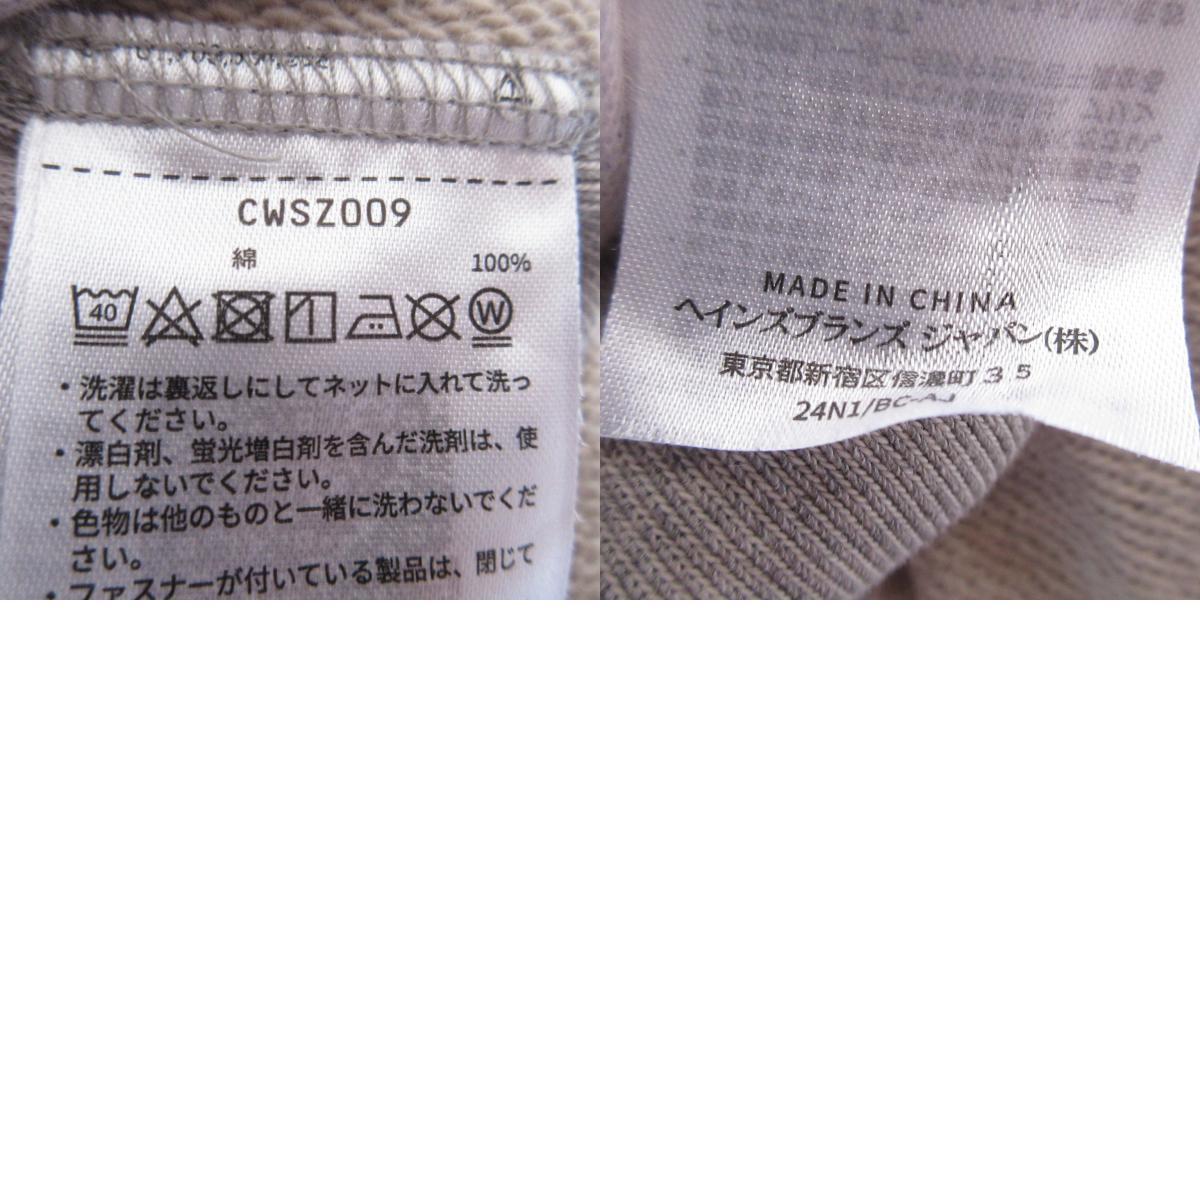 CWSZ009
綿 100%
40 W
・洗濯は裏返しにしてネットに入れて洗っ
てください。
・漂白剤、蛍光増白剤を含んだ洗剤は、使
用しないでください。
・色物は他のものと一緒に洗わないでくだ
さい。
・ファスナーが付いている製品は、閉じて
MADE IN CHINA
ヘインズブランズ ジャパン(株)
東京都新宿区信濃町35
24N1/BC-AJ